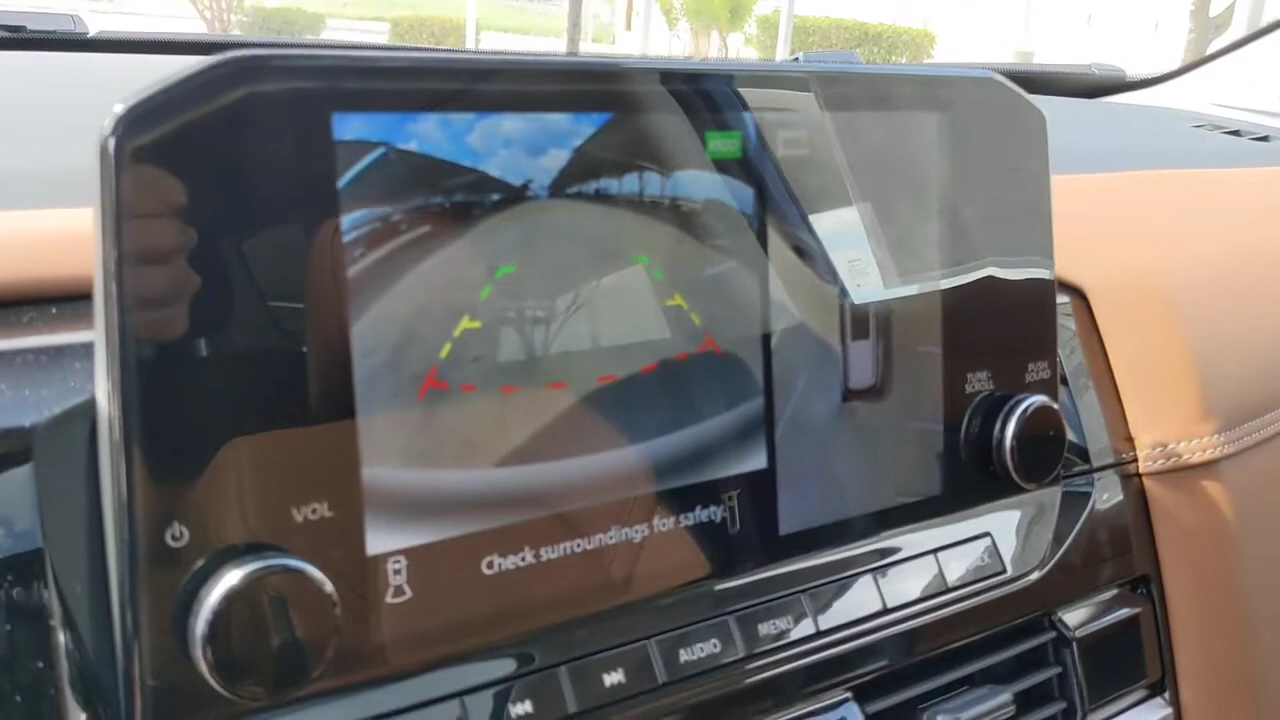 TUNE•
SCROLL
PUSH
SOUND
VOL
Check surroundings for safety.
MENU
AUDIO